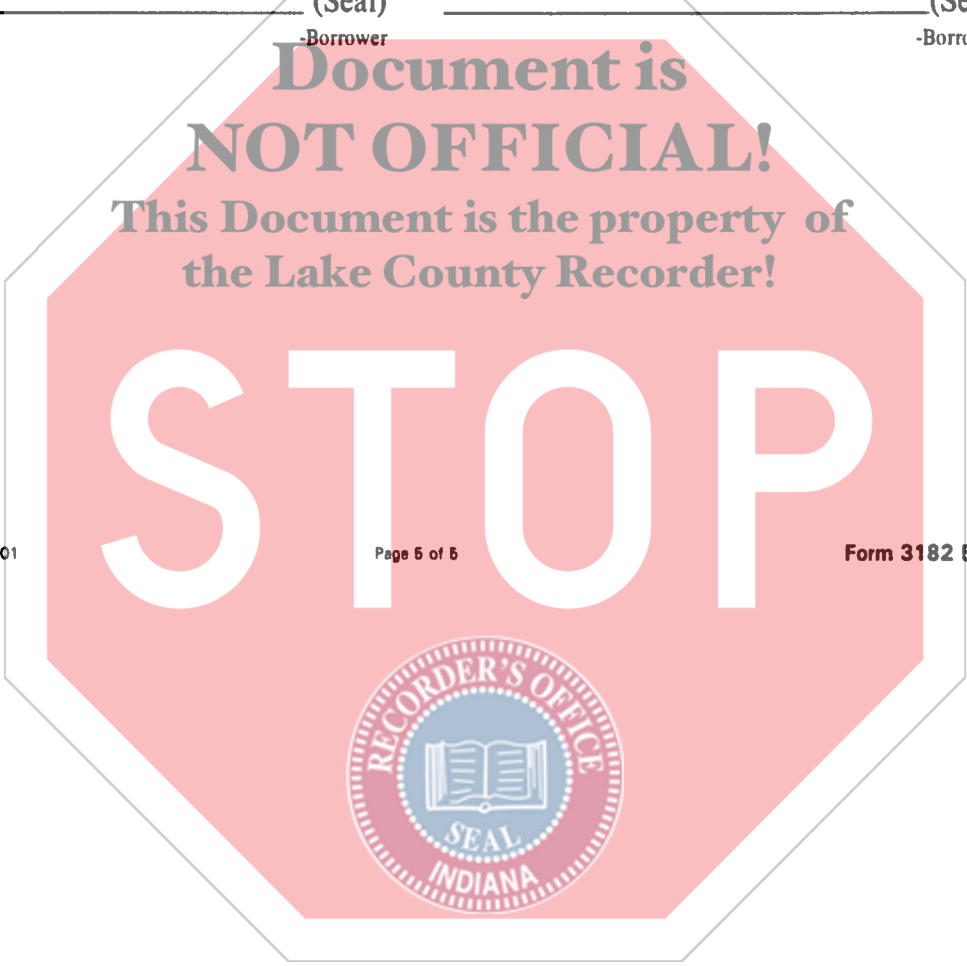 (Seal)
-Borrower
Document is
NOT OFFICIAL!
This Document is the property of
the Lake County Recorder!
STOP
01
Page 5 of 5
Form 3182
RECORDER'S OFFICE
SEAL
INDIANA